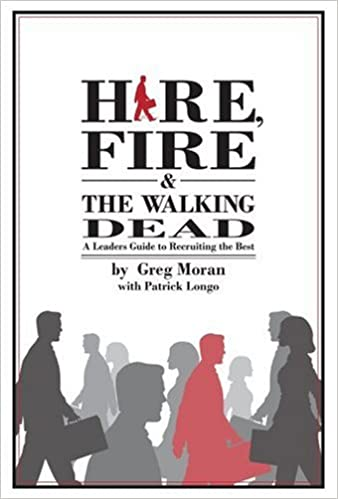 HIRE,
FIRE
&
THE WALKING
DEAD
A Leaders Guide to Recruiting the Best
by Greg Moran
with Patrick Longo